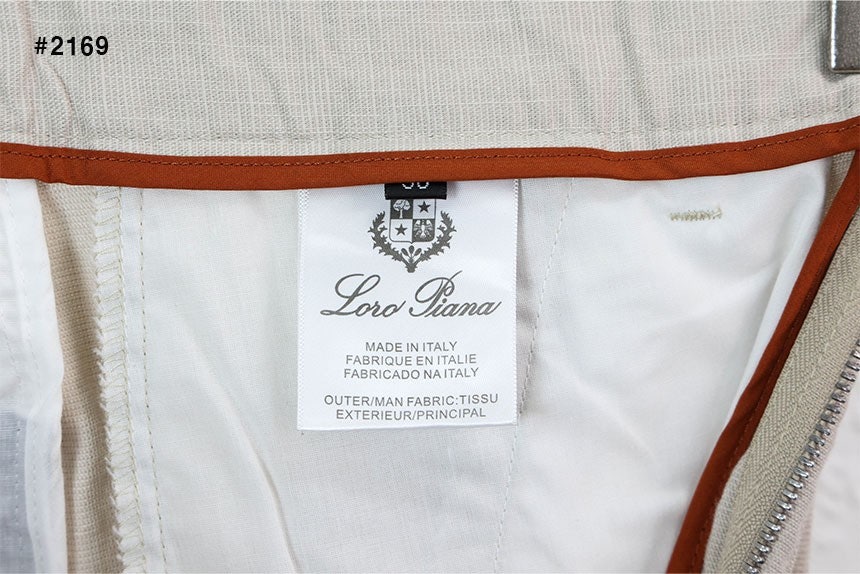 #2169
Loro Piana
MADE IN ITALY
FABRIQUE EN ITALIE
FABRICADO NA ITALY
OUTER/MAN FABRIC:TISSU
EXTERIEUR/PRINCIPAL